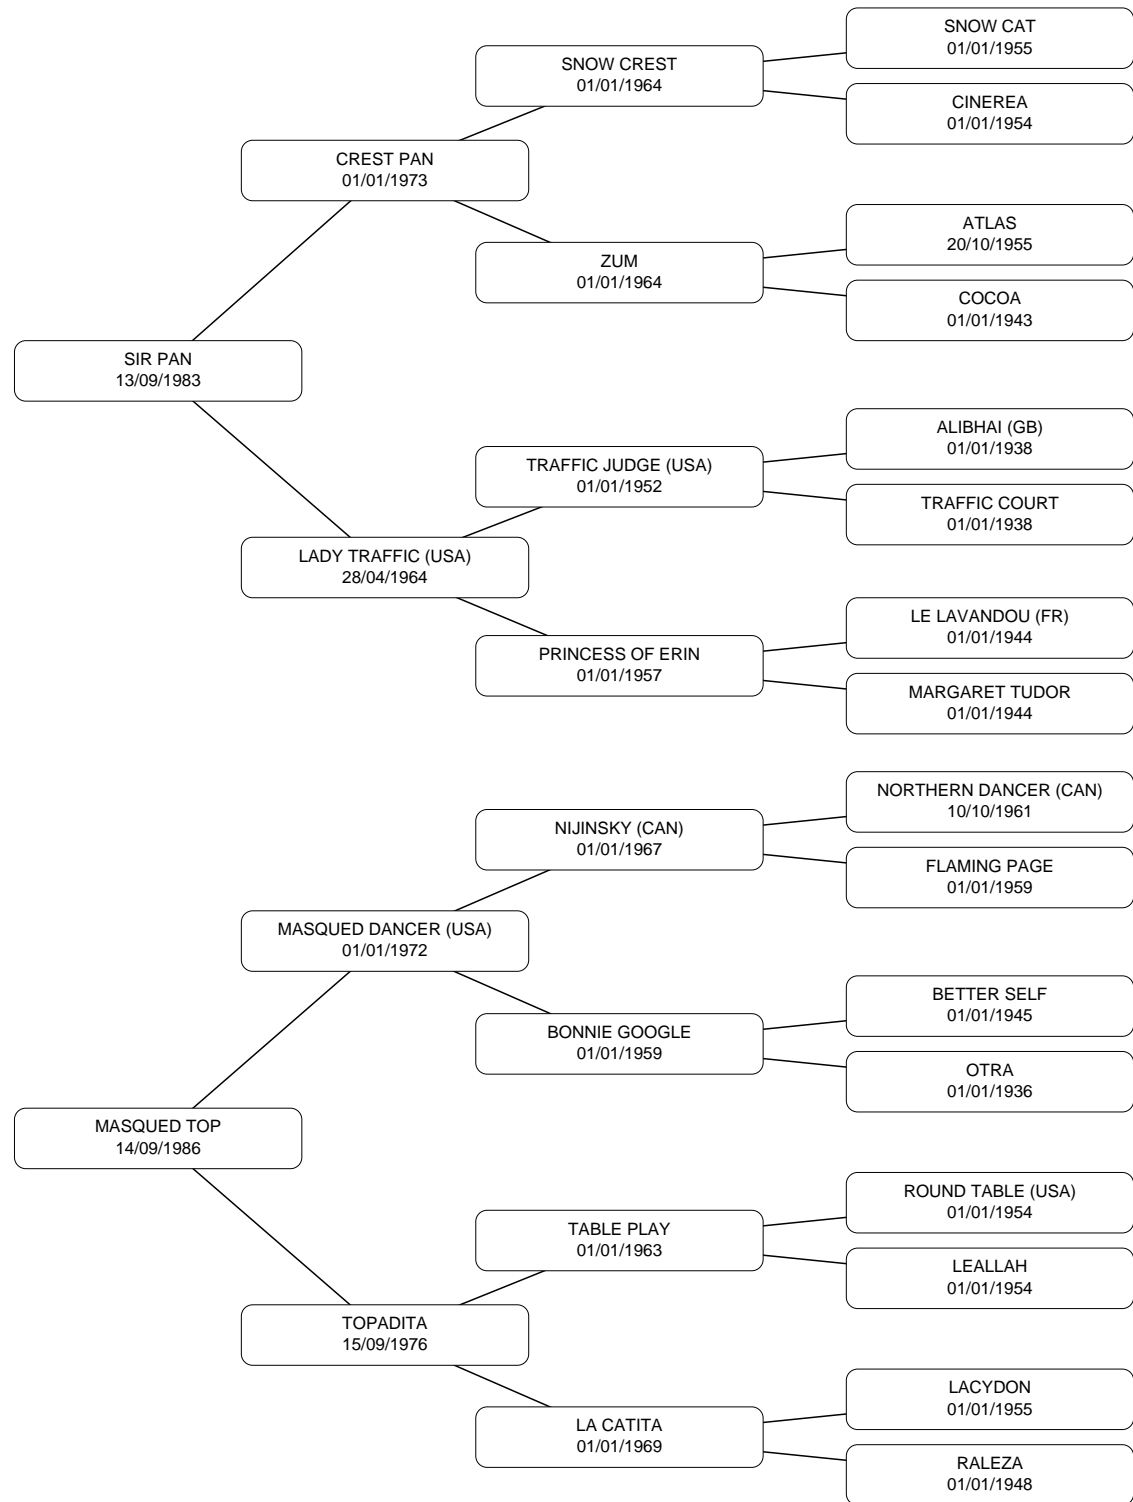 SNOW CAT
01/01/1955
SNOW CREST
01/01/1964
CINEREA
01/01/1954
CREST PAN
01/01/1973
ATLAS
20/10/1955
ZUM
01/01/1964
COCOA
01/01/1943
SIR PAN
13/09/1983
ALIBHAI (GB)
01/01/1938
TRAFFIC JUDGE (USA)
01/01/1952
TRAFFIC COURT
01/01/1938
LADY TRAFFIC (USA)
28/04/1964
LE LAVANDOU (FR)
01/01/1944
PRINCESS OF ERIN
01/01/1957
MARGARET TUDOR
01/01/1944
NORTHERN DANCER (CAN)
10/10/1961
NIJINSKY (CAN)
01/01/1967
FLAMING PAGE
01/01/1959
MASQUED DANCER (USA)
01/01/1972
BETTER SELF
01/01/1945
BONNIE GOOGLE
01/01/1959
OTRA
01/01/1936
MASQUED TOP
14/09/1986
ROUND TABLE (USA)
01/01/1954
TABLE PLAY
01/01/1963
LEALLAH
01/01/1954
TOPADITA
15/09/1976
LACYDON
01/01/1955
LA CATITA
01/01/1969
RALEZA
01/01/1948